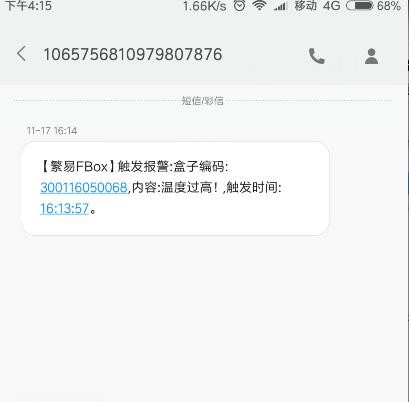 下午4:15 1.66K/s 移动 4G 68%
1065756810979807876
短信/彩信
11-17 16:14
【繁易FBox】触发报警:盒子编码:
300116050068,内容:温度过高！,触发时间:
16:13:57。